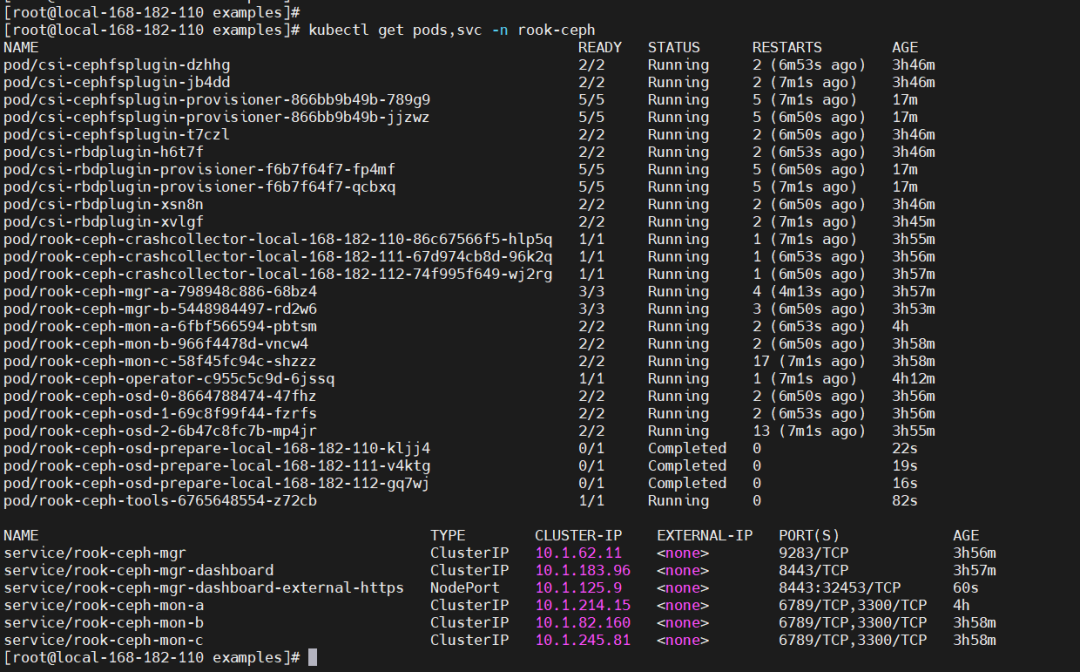 [root@local-168-182-110 examples]#
[root@local-168-182-110 examples]# kubectl get pods,svc -n rook-ceph
NAME READY STATUS RESTARTS AGE
pod/csi-cephfsplugin-dzhhg 2/2 Running 2 (6m53s ago) 3h46m
pod/csi-cephfsplugin-jb4dd 2/2 Running 2 (7m1s ago) 3h46m
pod/csi-cephfsplugin-provisioner-866bb9b49b-789g9 5/5 Running 5 (7m1s ago) 17m
pod/csi-cephfsplugin-provisioner-866bb9b49b-jjzwz 5/5 Running 5 (6m50s ago) 17m
pod/csi-cephfsplugin-t7czl 2/2 Running 2 (6m50s ago) 3h46m
pod/csi-rbdplugin-h6t7f 2/2 Running 2 (6m53s ago) 3h46m
pod/csi-rbdplugin-provisioner-f6b7f64f7-fp4mf 5/5 Running 5 (6m50s ago) 17m
pod/csi-rbdplugin-provisioner-f6b7f64f7-qcbxq 5/5 Running 5 (7m1s ago) 17m
pod/csi-rbdplugin-xsn8n 2/2 Running 2 (6m50s ago) 3h46m
pod/csi-rbdplugin-xvlgf 2/2 Running 2 (7m1s ago) 3h45m
pod/rook-ceph-crashcollector-local-168-182-110-86c67566f5-hlp5q 1/1 Running 1 (7m1s ago) 3h55m
pod/rook-ceph-crashcollector-local-168-182-111-67d974cb8d-96k2q 1/1 Running 1 (6m53s ago) 3h56m
pod/rook-ceph-crashcollector-local-168-182-112-74f995f649-wj2rg 1/1 Running 1 (6m50s ago) 3h57m
pod/rook-ceph-mgr-a-798948c886-68bz4 3/3 Running 4 (4m13s ago) 3h57m
pod/rook-ceph-mgr-b-5448984497-rd2w6 3/3 Running 3 (6m50s ago) 3h53m
pod/rook-ceph-mon-a-6fbf566594-pbtsm 2/2 Running 2 (6m53s ago) 4h
pod/rook-ceph-mon-b-966f4478d-vncw4 2/2 Running 2 (6m50s ago) 3h58m
pod/rook-ceph-mon-c-58f45fc94c-shzzz 2/2 Running 17 (7m1s ago) 3h58m
pod/rook-ceph-operator-c955c5c9d-6jssq 1/1 Running 1 (7m1s ago) 4h12m
pod/rook-ceph-osd-0-8664788474-47fhz 2/2 Running 2 (6m50s ago) 3h56m
pod/rook-ceph-osd-1-69c8f99f44-fzrfs 2/2 Running 2 (6m53s ago) 3h56m
pod/rook-ceph-osd-2-6b47c8fc7b-mp4jr 2/2 Running 13 (7m1s ago) 3h55m
pod/rook-ceph-osd-prepare-local-168-182-110-kljj4 0/1 Completed 0 22s
pod/rook-ceph-osd-prepare-local-168-182-111-v4ktg 0/1 Completed 0 19s
pod/rook-ceph-osd-prepare-local-168-182-112-gq7wj 0/1 Completed 0 16s
pod/rook-ceph-tools-6765648554-z72cb 1/1 Running 0 82s
NAME TYPE CLUSTER-IP EXTERNAL-IP PORT(S) AGE
service/rook-ceph-mgr ClusterIP 10.1.62.11 <none> 9283/TCP 3h56m
service/rook-ceph-mgr-dashboard ClusterIP 10.1.183.96 <none> 8443/TCP 3h57m
service/rook-ceph-mgr-dashboard-external-https NodePort 10.1.125.9 <none> 8443:32453/TCP 60s
service/rook-ceph-mon-a ClusterIP 10.1.214.15 <none> 6789/TCP,3300/TCP 4h
service/rook-ceph-mon-b ClusterIP 10.1.82.160 <none> 6789/TCP,3300/TCP 3h58m
service/rook-ceph-mon-c ClusterIP 10.1.245.81 <none> 6789/TCP,3300/TCP 3h58m
[root@local-168-182-110 examples]#